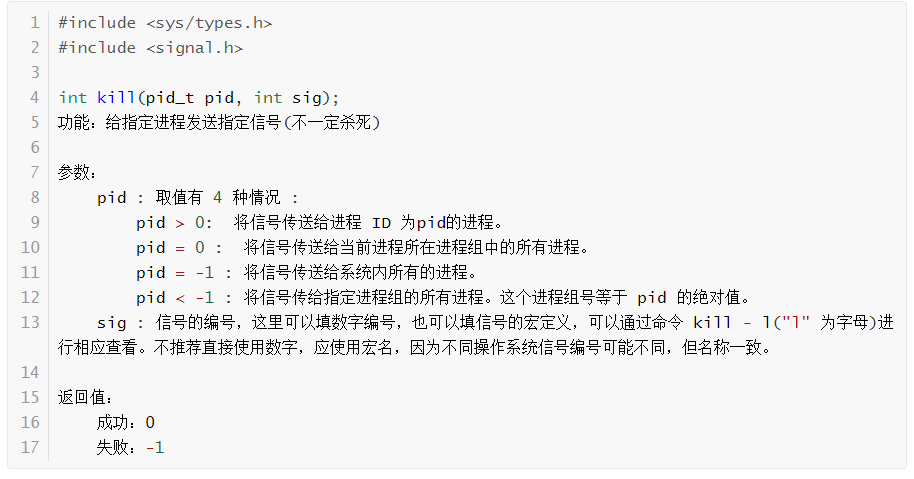 1 #include <sys/types.h>
2 #include <signal.h>
3
4 int kill(pid_t pid, int sig);
5 功能：给指定进程发送指定信号(不一定杀死)
6
7 参数：
8 pid : 取值有 4 种情况 :
9 pid > 0: 将信号传送给进程 ID 为pid的进程。
10 pid = 0 : 将信号传送给当前进程所在进程组中的所有进程。
11 pid = -1 : 将信号传送给系统内所有的进程。
12 pid < -1 : 将信号传给指定进程组的所有进程。这个进程组号等于 pid 的绝对值。
13 sig : 信号的编号，这里可以填数字编号，也可以填信号的宏定义，可以通过命令 kill - l("l" 为字母)进
行相应查看。不推荐直接使用数字，应使用宏名，因为不同操作系统信号编号可能不同，但名称一致。
14
15 返回值：
16 成功：0
17 失败：-1